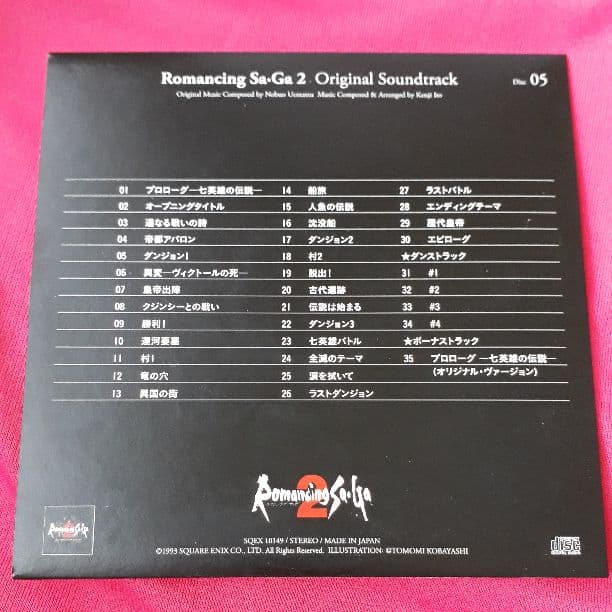 Romancing Sa·Ga 2 Original Soundtrack Disc 05
Original Music Composed by Nobuo Uematsu Music Composed & Arranged by Kenji Ito
01 プロローグ―七英雄の伝説―
02 オープニングタイトル
03 遥なる戦いの詩
04 帝都アバロン
05 ダンジョン1
06 異変―ヴィクトールの死―
07 皇帝出陣
08 クジンシーとの戦い
09 勝利!
10 運河要塞
11 村1
12 竜の穴
13 異国の街
14 船旅
15 人魚の伝説
16 沈没船
17 ダンジョン2
18 村2
19 脱出!
20 古代遺跡
21 伝説は始まる
22 ダンジョン3
23 七英雄バトル
24 全滅のテーマ
25 涙を拭いて
26 ラストダンジョン
27 ラストバトル
28 エンディングテーマ
29 歴代皇帝
30 エピローグ
★ダンストラック
31 #1
32 #2
33 #3
34 #4
★ボーナストラック
35 プロローグ ―七英雄の伝説―
(オリジナル・ヴァージョン)
Romancing Sa·Ga
2
SQEX 10149 / STEREO / MADE IN JAPAN
©1993 SQUARE ENIX CO., LTD. All Rights Reserved. ILLUSTRATION: ©TOMOMI KOBAYASHI
disc